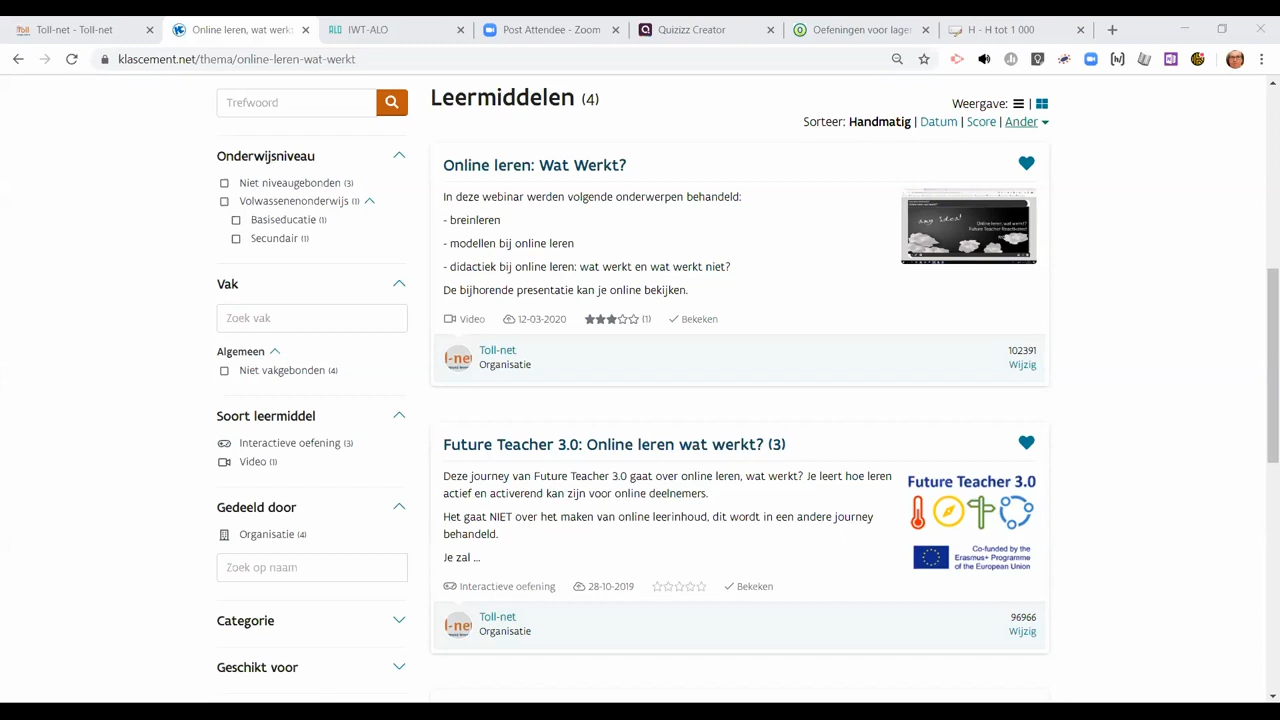 Toll-net - Toll-net
Online leren, wat werkt
IWT-ALO
Post Attendee - Zoom
Quizizz Creator
Oefeningen voor lager
H - H tot 1 000
klascement.net/thema/online-leren-wat-werkt
Trefwoord
Leermiddelen (4)
Weergave:
Sorteer: Handmatig | Datum | Score | Ander
Onderwijsniveau
Niet niveaugebonden (3)
Volwassenenonderwijs (1)
Basiseducatie (1)
Secundair (1)
Vak
Zoek vak
Algemeen
Niet vakgebonden (4)
Soort leermiddel
Interactieve oefening (3)
Video (1)
Gedeeld door
Organisatie (4)
Zoek op naam
Categorie
Geschikt voor
Online leren: Wat Werkt?
In deze webinar werden volgende onderwerpen behandeld:
- breinleren
- modellen bij online leren
- didactiek bij online leren: wat werkt en wat werkt niet?
De bijhorende presentatie kan je online bekijken.
any idea!
Online leren: wat werkt?
Future Teacher Reactivated
Video 12-03-2020 (1) Bekeken
Toll-net
Organisatie
102391
Wijzig
Future Teacher 3.0: Online leren wat werkt? (3)
Deze journey van Future Teacher 3.0 gaat over online leren, wat werkt? Je leert hoe leren
actief en activerend kan zijn voor online deelnemers.
Het gaat NIET over het maken van online leerinhoud, dit wordt in een andere journey
behandeld.
Je zal ...
Future Teacher 3.0
Co-funded by the
Erasmus+ Programme
of the European Union
Interactieve oefening 28-10-2019 Bekeken
Toll-net
Organisatie
96966
Wijzig